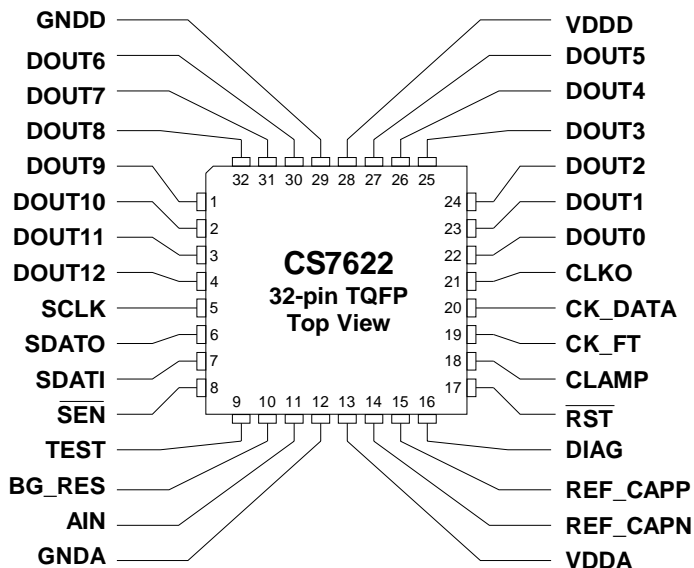 GNDD
DOUT6
DOUT7
DOUT8
DOUT9
DOUT10
DOUT11
DOUT12
SCLK
SDATO
SDATI
SEN
TEST
BG_RES
AIN
GNDA
VDDD
DOUT5
DOUT4
DOUT3
DOUT2
DOUT1
DOUT0
CLKO
CK_DATA
CK_FT
CLAMP
RST
DIAG
REF_CAPP
REF_CAPN
VDDA
32 31 30 29 28 27 26 25
1
2
3
4
5
6
7
8
24
23
22
21
20
19
18
17
CS7622
32-pin TQFP
Top View
9 10 11 12 13 14 15 16